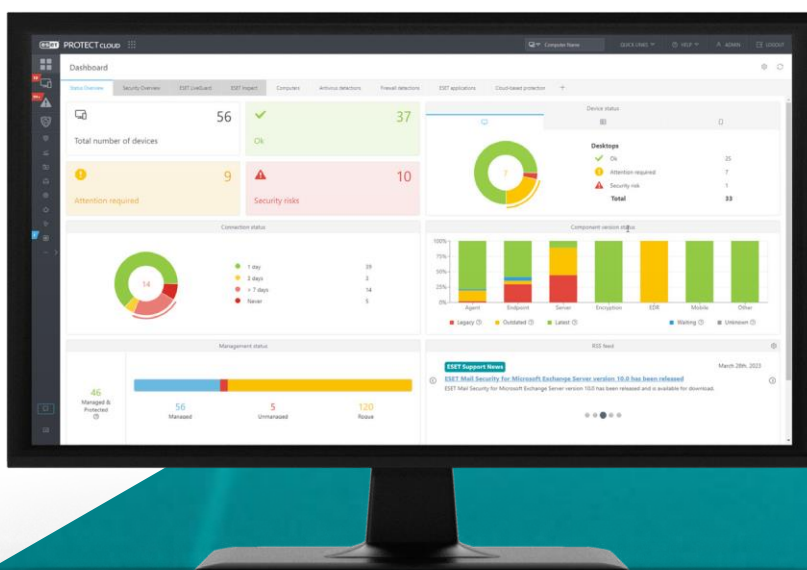 eset PROTECT CLOUD
Computer Name
QUICK LINKS
HELP
ADMIN
LOGOUT
Dashboard
Status Overview
Security Overview
ESET LiveGuard
ESET Inspect
Computers
Antivirus detections
Firewall detections
ESET applications
Cloud-based protection
56
Total number of devices
37
Ok
9
Attention required
10
Security risks
Device status
7
Desktops
Ok 25
Attention required 7
Security risk 1
Total 33
Connection status
14
1 day 39
3 days 3
+ 7 days 14
Never 5
Component version status
100%
75%
50%
25%
0%
Agent
Endpoint
Server
Encryption
EDR
Mobile
Other
Legacy
Outdated
Latest
Waiting
Unknown
Management status
46
Managed &
Protected
56
Managed
5
Unmanaged
120
Rogue
RSS feed
ESET Support News
March 28th, 2023
ESET Mail Security for Microsoft Exchange Server version 10.0 has been released
ESET Mail Security for Microsoft Exchange Server version 10.0 has been released and is available for download.